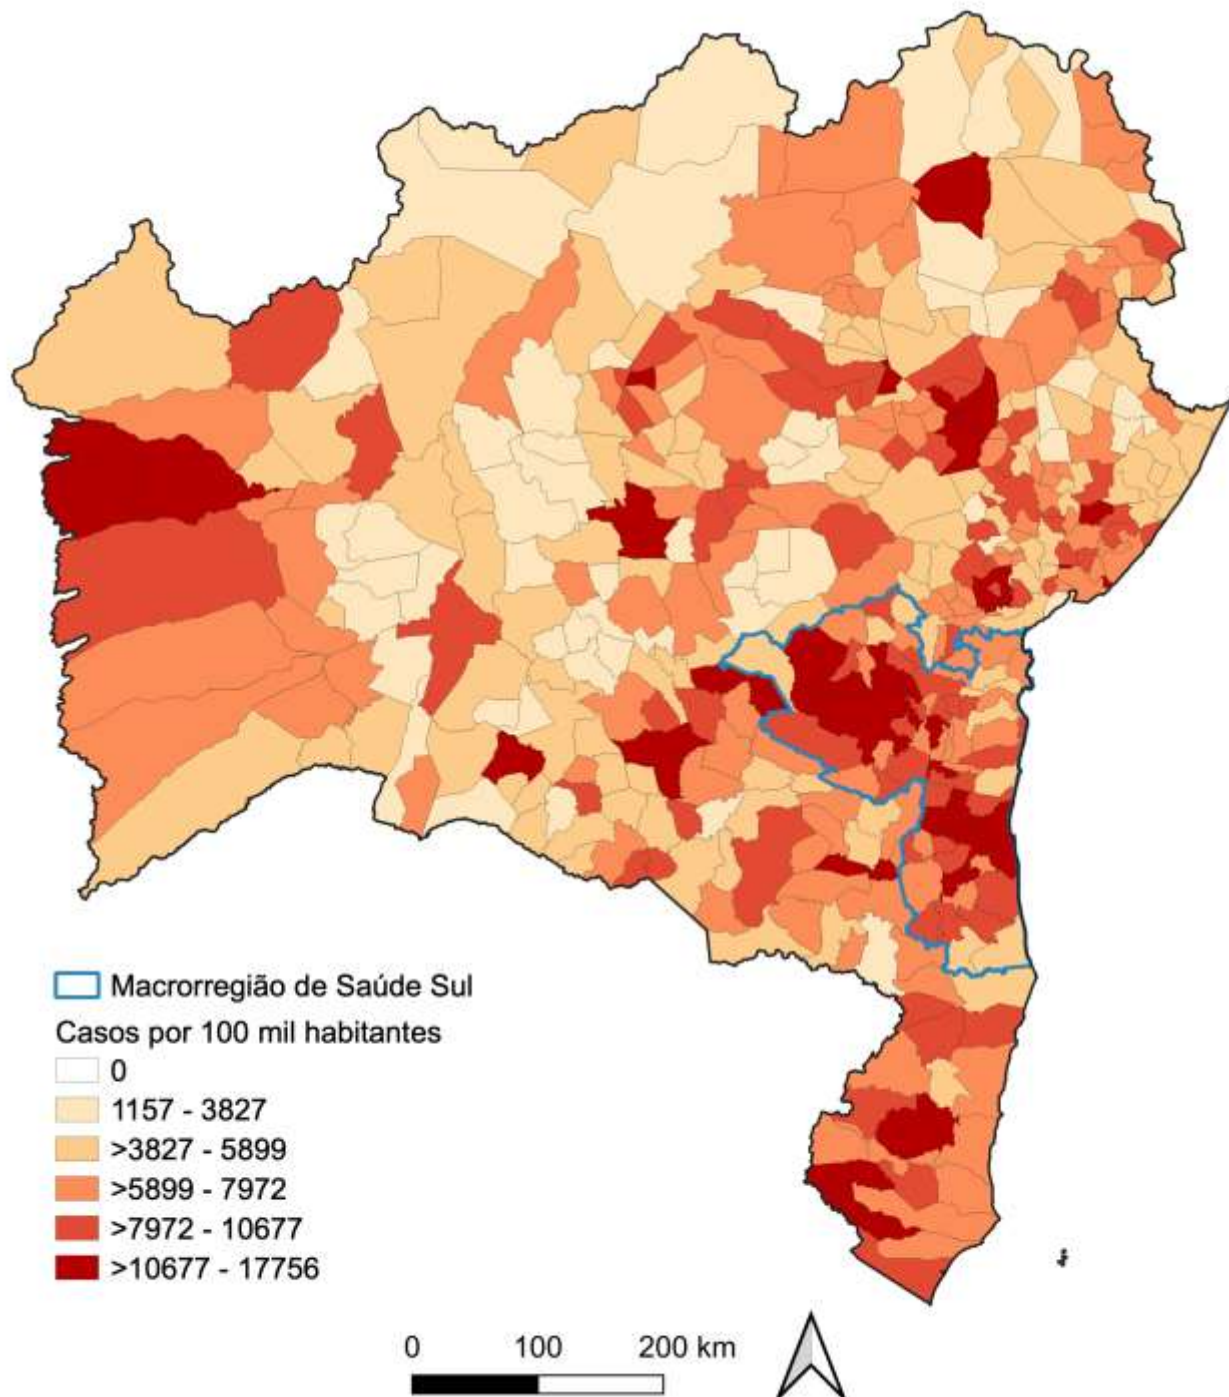 Macrorregião de Saúde Sul
Casos por 100 mil habitantes
0
1157 - 3827
>3827 - 5899
>5899 - 7972
>7972 - 10677
>10677 - 17756
0 100 200 km